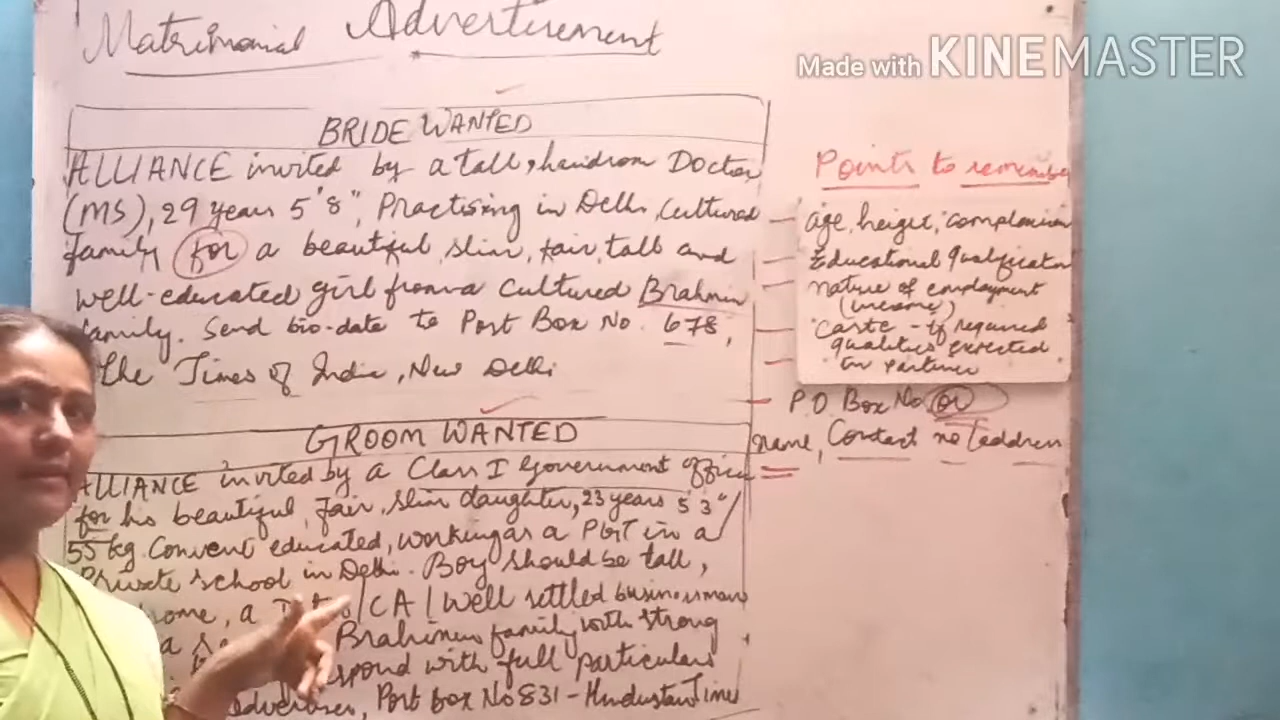 Matrimonial Advertisement
Made with KINEMASTER
BRIDE WANTED
ALLIANCE invited by a tall, handsom Doctor
(MS), 29 years 5'8", Practising in Delhi, Cultured
family for a beautiful, slim, fair, tall and
well-educated girl from a cultured Brahmin
family. Send bio-date to Post Box No. 678,
The Times of India, New Delhi
GROOM WANTED
ALLIANCE invited by a Class I Government Officer
for his beautiful, fair, slim daughter, 23 years 5'3"/
55 kg. Convent educated, working as a PGT in a
Private school in Delhi. Boy should be tall,
a /CA/ Well settled businessman
a Brahmin family with strong
with full particulars
Post box No 831 - Hindustan Times
Points to remember
age, height, complexion
Educational Qualification
nature of employment
(income)
Caste - if required
qualities expected
in partner
P.O. Box No or
name, Contact no/address